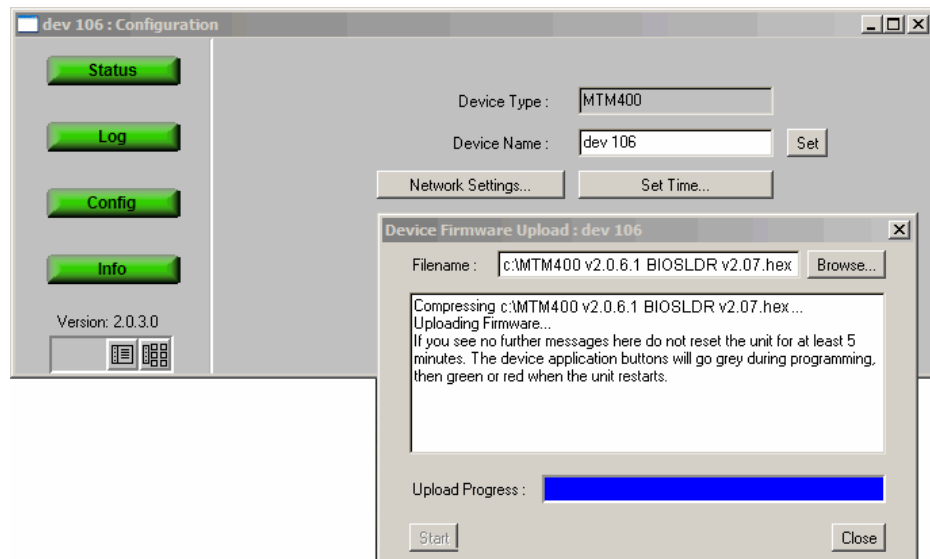 dev 106 : Configuration
Status
Log
Config
Info
Version: 2.0.3.0
Device Type :
MTM400
Device Name :
dev 106
Set
Network Settings...
Set Time...
Device Firmware Upload : dev 106
Filename :
c:\MTM400 v2.0.6.1 BIOSLDR v2.07.hex
Browse...
Compressing c:\MTM400 v2.0.6.1 BIOSLDR v2.07.hex...
Uploading Firmware...
If you see no further messages here do not reset the unit for at least 5
minutes. The device application buttons will go grey during programming,
then green or red when the unit restarts.
Upload Progress :
Start
Close